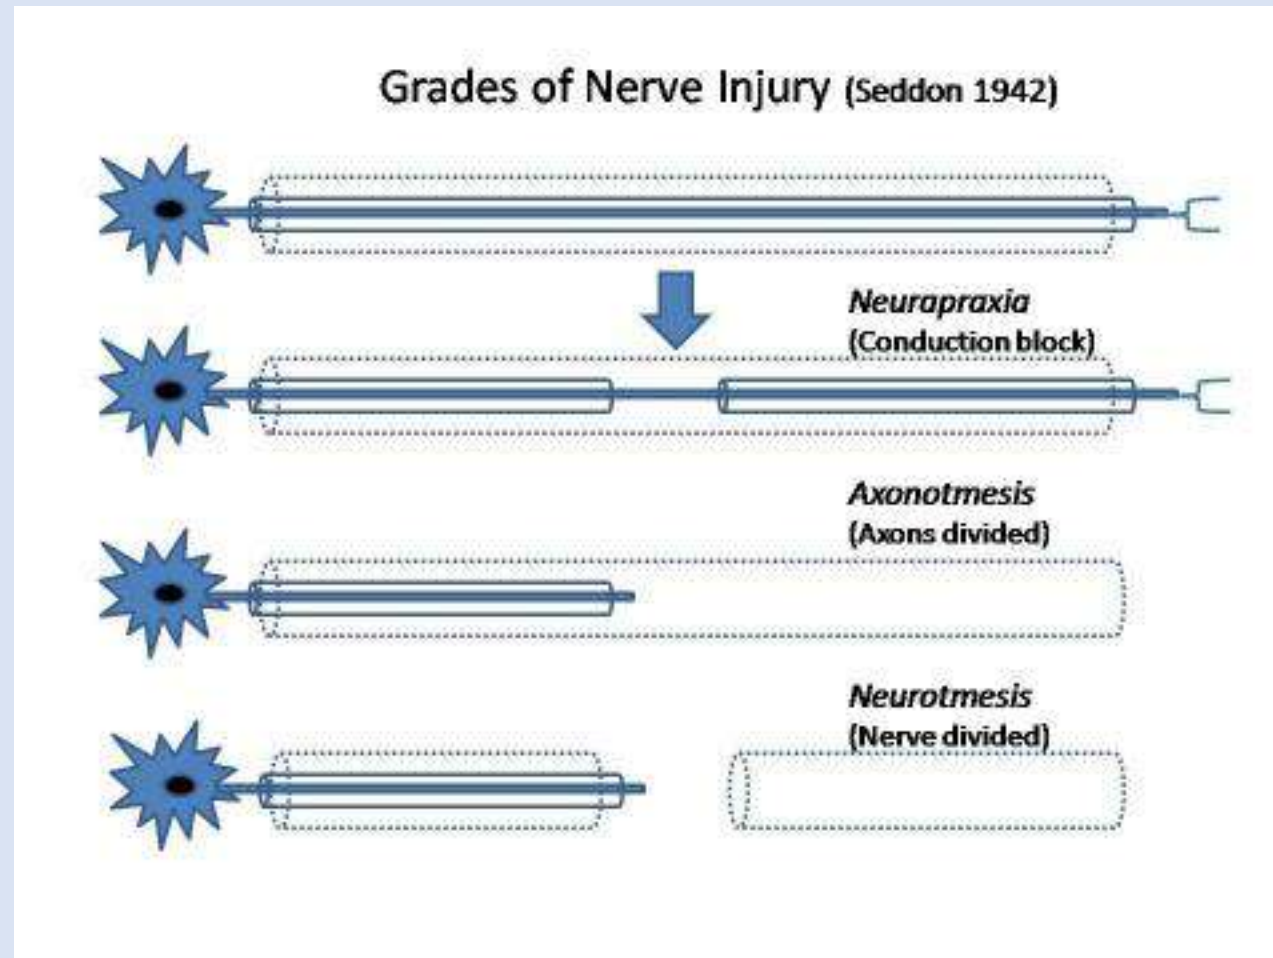 Grades of Nerve Injury (Seddon 1942)
Neurapraxia
(Conduction block)
Axonotmesis
(Axons divided)
Neurotmesis
(Nerve divided)